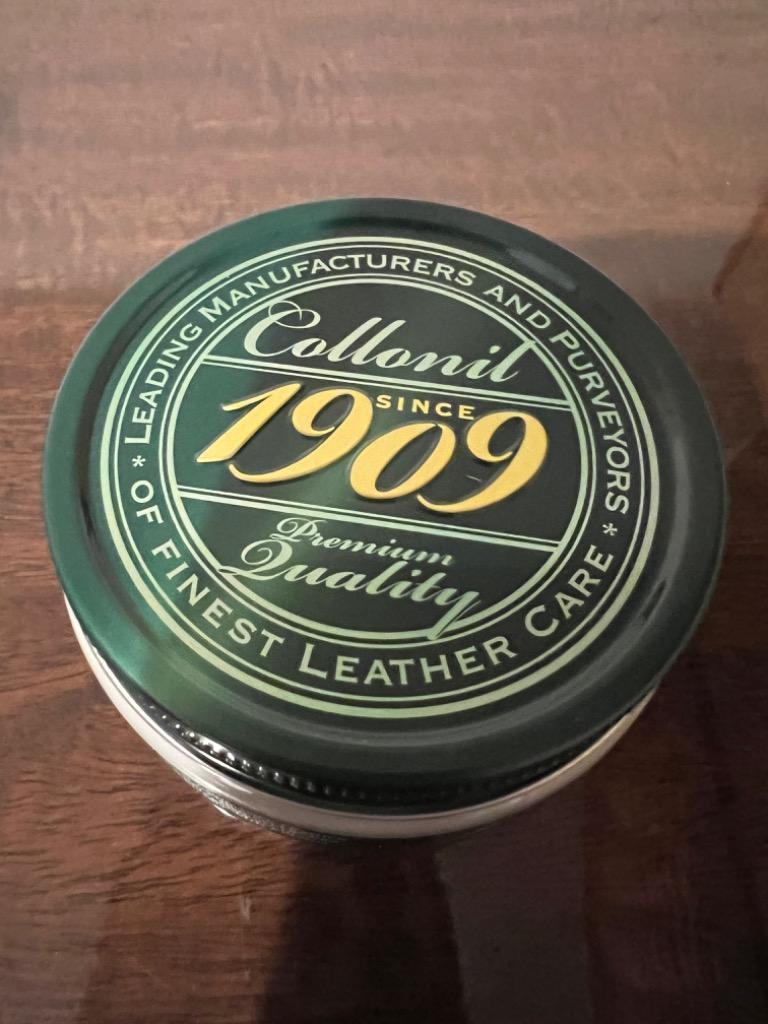 * LEADING MANUFACTURERS AND PURVEYORS *
Collonil
SINCE
1909
Premium
Quality
OF FINEST LEATHER CARE